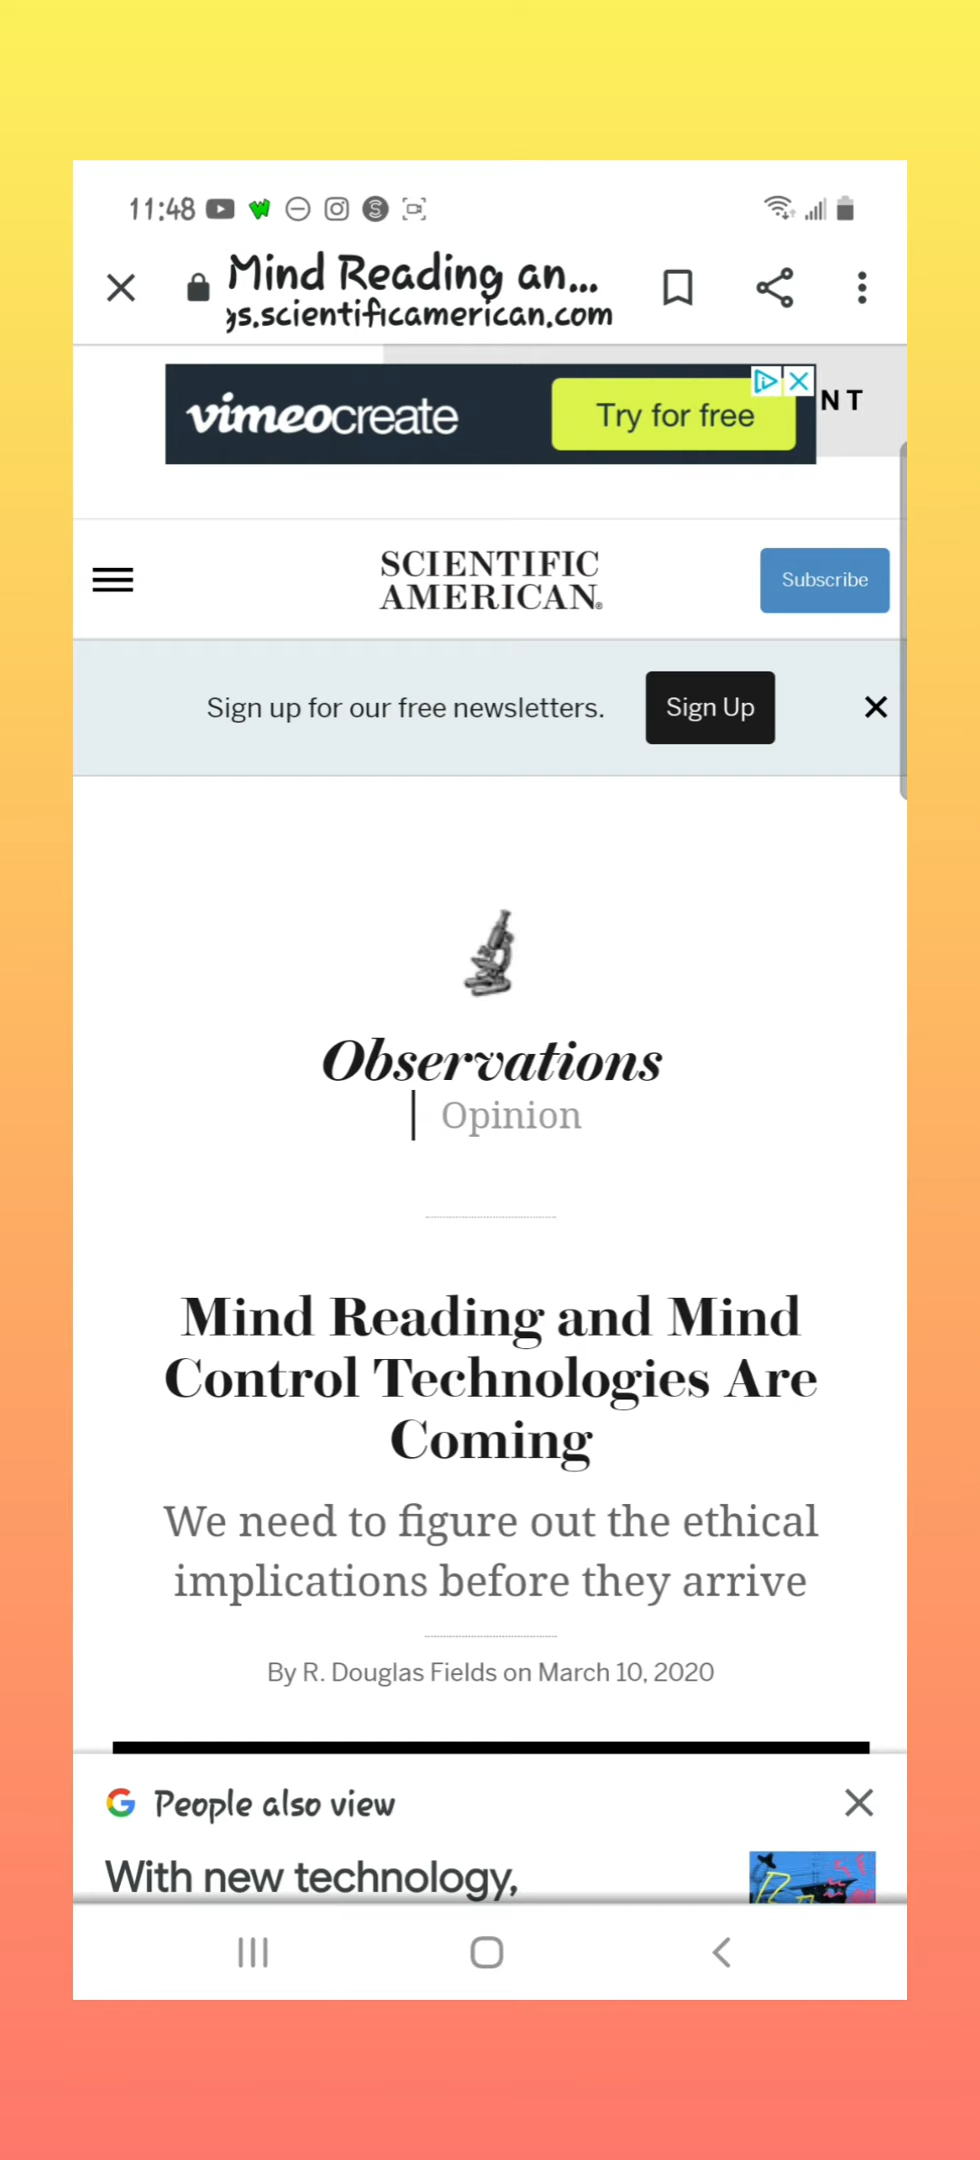 11:48
Mind Reading an...
ys.scientificamerican.com
vimeocreate
Try for free
NT
SCIENTIFIC
AMERICAN®
Subscribe
Sign up for our free newsletters.
Sign Up
Observations
Opinion
Mind Reading and Mind
Control Technologies Are
Coming
We need to figure out the ethical
implications before they arrive
By R. Douglas Fields on March 10, 2020
People also view
With new technology,